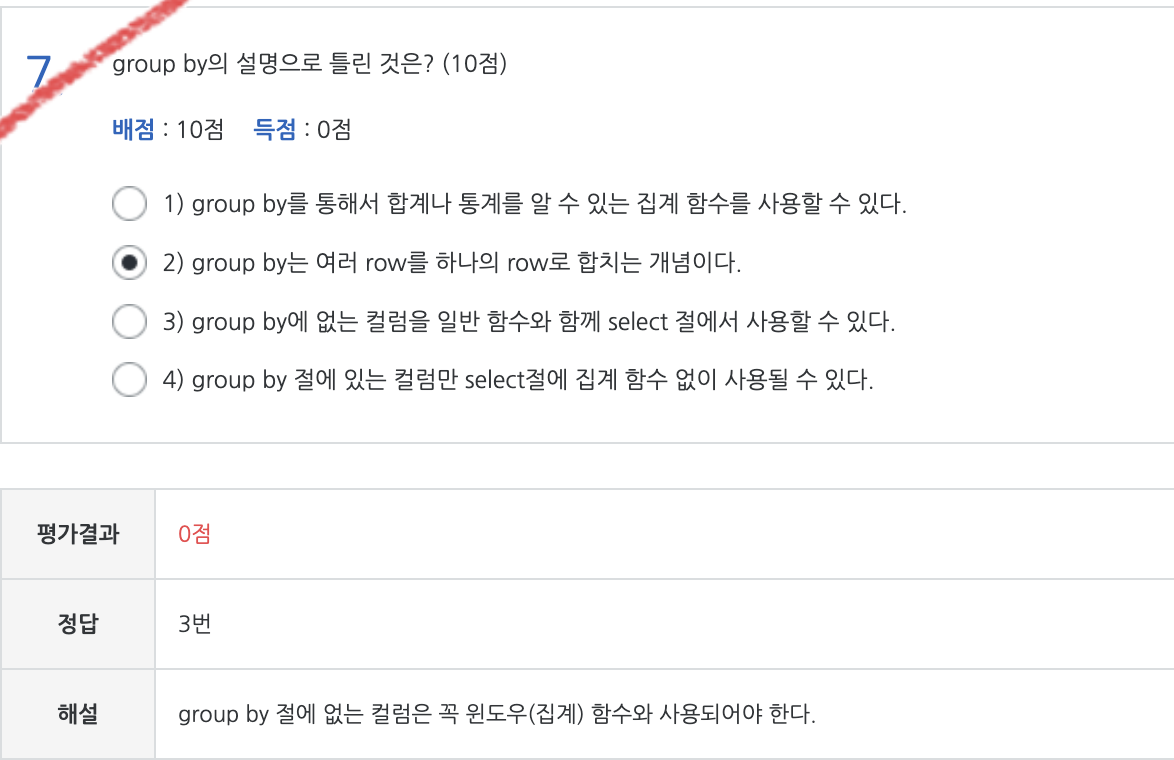 7
group by의 설명으로 틀린 것은? (10점)
배점 : 10점 득점 : 0점
1) group by를 통해서 합계나 통계를 알 수 있는 집계 함수를 사용할 수 있다.
2) group by는 여러 row를 하나의 row로 합치는 개념이다.
3) group by에 없는 컬럼을 일반 함수와 함께 select 절에서 사용할 수 있다.
4) group by 절에 있는 컬럼만 select절에 집계 함수 없이 사용될 수 있다.
평가결과 0점
정답 3번
해설 group by 절에 없는 컬럼은 꼭 윈도우(집계) 함수와 사용되어야 한다.